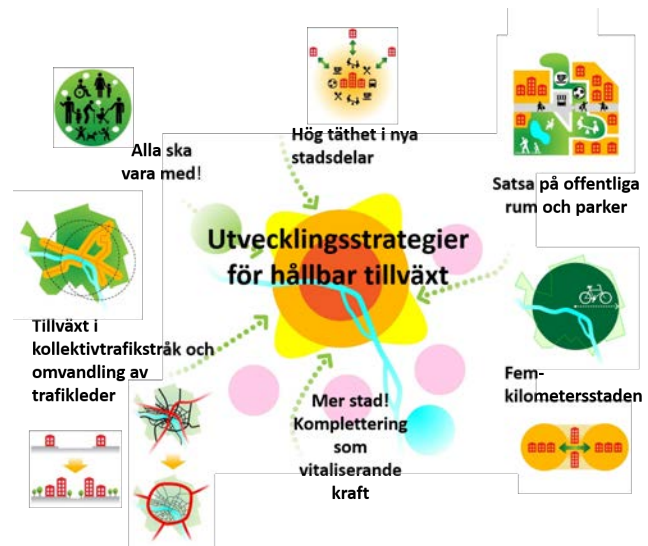 Alla ska
vara med!
Hög täthet i nya
stadsdelar
Satsa på offentliga
rum och parker
Utvecklingsstrategier
för hållbar tillväxt
Tillväxt i
kollektivtrafikstråk och
omvandling av
trafikleder
Fem-
kilometersstaden
Mer stad!
Komplettering
som
vitaliserande
kraft